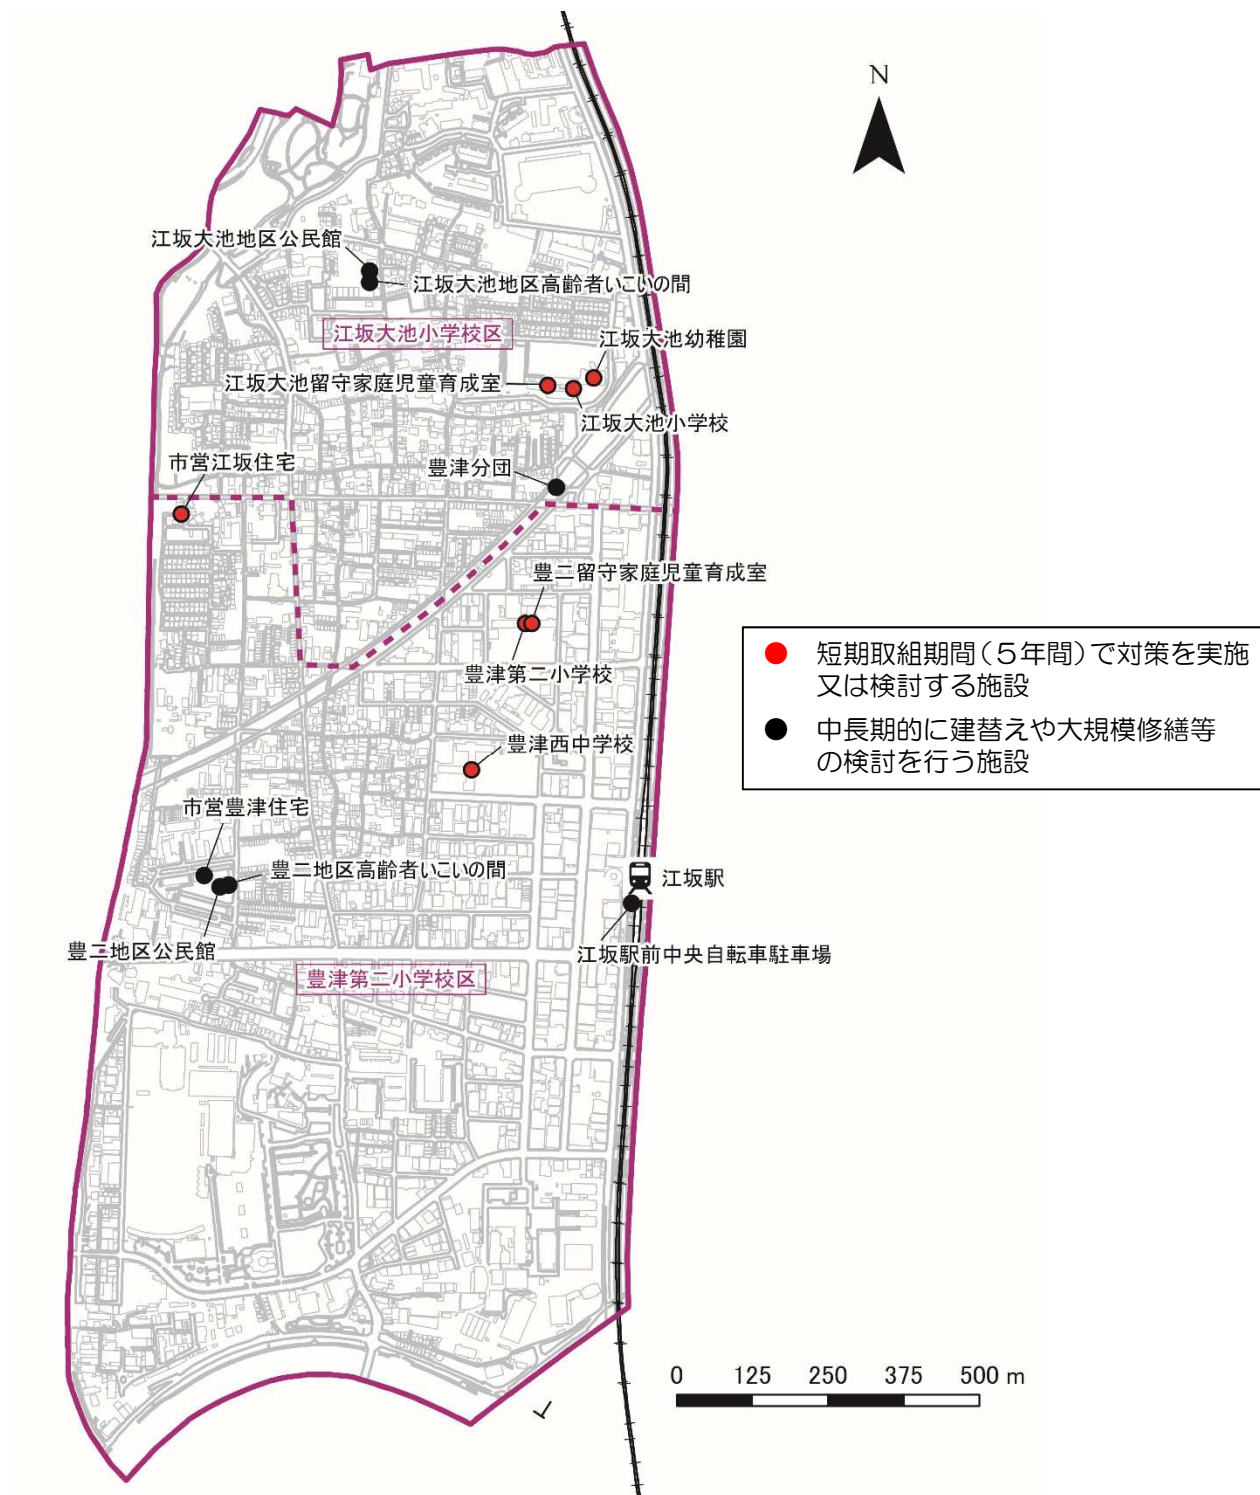 N
江坂大池地区公民館
江坂大池地区高齢者いこいの間
江坂大池小学校区
江坂大池幼稚園
江坂大池留守家庭児童育成室
江坂大池小学校
市営江坂住宅
豊津分団
豊二留守家庭児童育成室
豊津第二小学校
● 短期取組期間（５年間）で対策を実施
又は検討する施設
● 中長期的に建替えや大規模修繕等
の検討を行う施設
豊津西中学校
市営豊津住宅
豊二地区高齢者いこいの間
江坂駅
豊二地区公民館
江坂駅前中央自転車駐車場
豊津第二小学校区
0 125 250 375 500 m